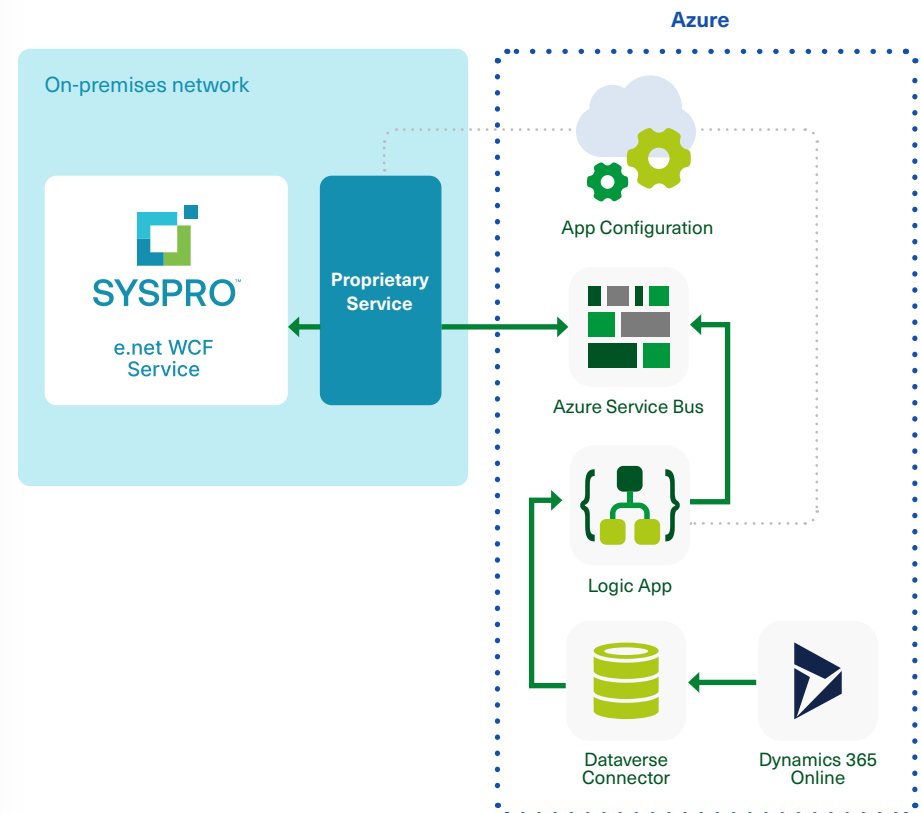 Azure
On-premises network
SYSPRO™
e.net WCF
Service
Proprietary
Service
App Configuration
Azure Service Bus
Logic App
Dataverse
Connector
Dynamics 365
Online